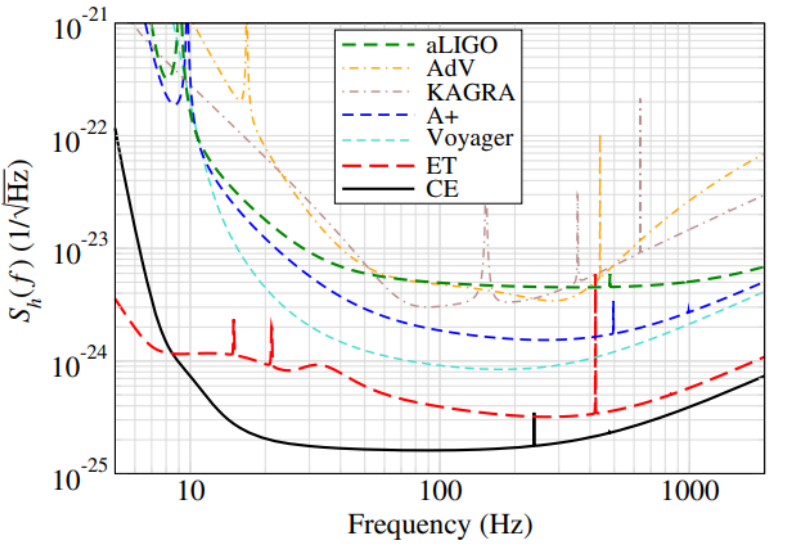 10⁻²¹
10⁻²²
10⁻²³
10⁻²⁴
10⁻²⁵
S_h(f) (1/√Hz)
aLIGO
AdV
KAGRA
A+
Voyager
ET
CE
10
100
1000
Frequency (Hz)